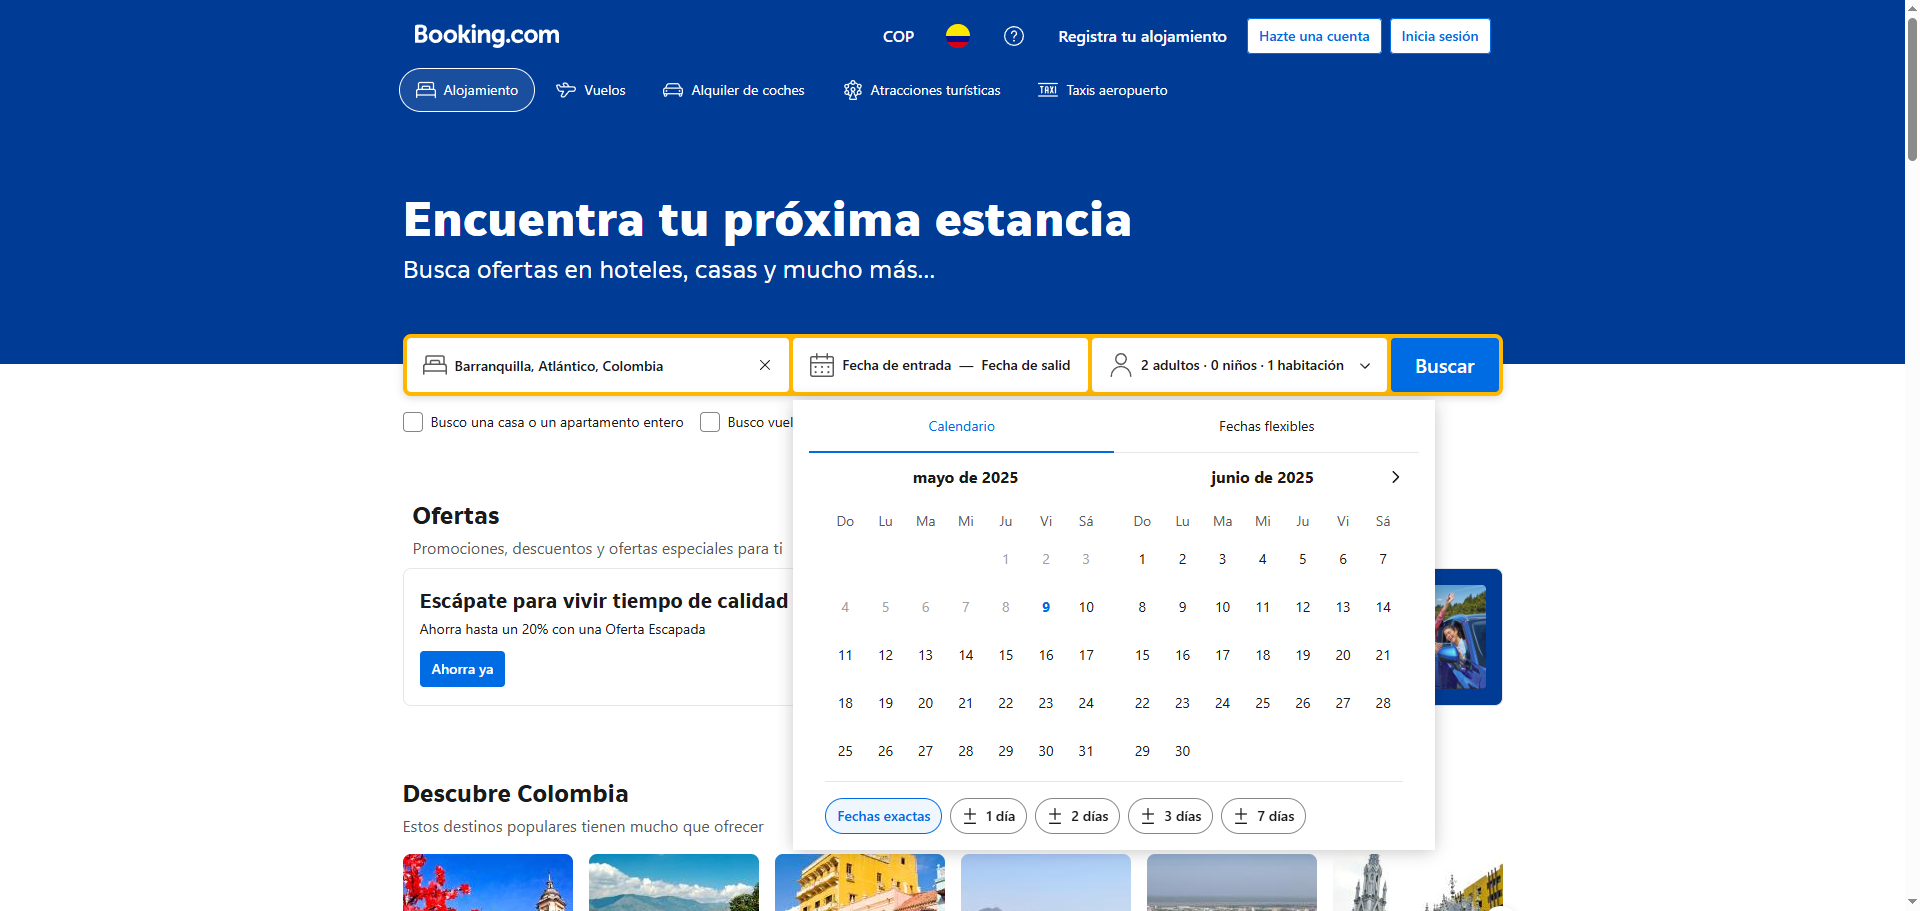 Booking.com
COP
Registra tu alojamiento
Hazte una cuenta
Inicia sesión
Alojamiento
Vuelos
Alquiler de coches
Atracciones turísticas
TAXI
Taxis aeropuerto
Encuentra tu próxima estancia
Busca ofertas en hoteles, casas y mucho más...
Barranquilla, Atlántico, Colombia
Fecha de entrada — Fecha de salid
2 adultos · 0 niños · 1 habitación
Buscar
Busco una casa o un apartamento entero
Busco vuel
Calendario
Fechas flexibles
mayo de 2025
Do Lu Ma Mi Ju Vi Sá
1 2 3
4 5 6 7 8 9 10
11 12 13 14 15 16 17
18 19 20 21 22 23 24
25 26 27 28 29 30 31
junio de 2025
Do Lu Ma Mi Ju Vi Sá
1 2 3 4 5 6 7
8 9 10 11 12 13 14
15 16 17 18 19 20 21
22 23 24 25 26 27 28
29 30
Fechas exactas
± 1 día
± 2 días
± 3 días
± 7 días
Ofertas
Promociones, descuentos y ofertas especiales para ti
Escápate para vivir tiempo de calidad
Ahorra hasta un 20% con una Oferta Escapada
Ahorra ya
Descubre Colombia
Estos destinos populares tienen mucho que ofrecer